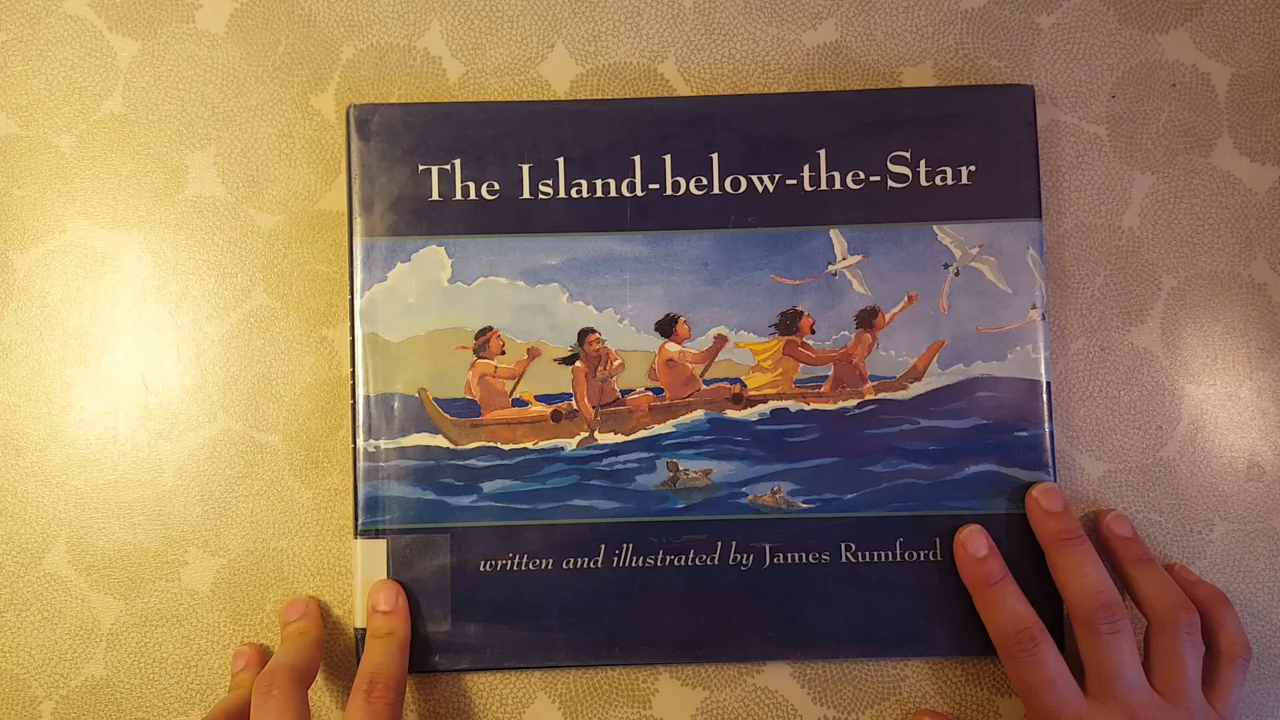 The Island-below-the-Star
written and illustrated by James Rumford